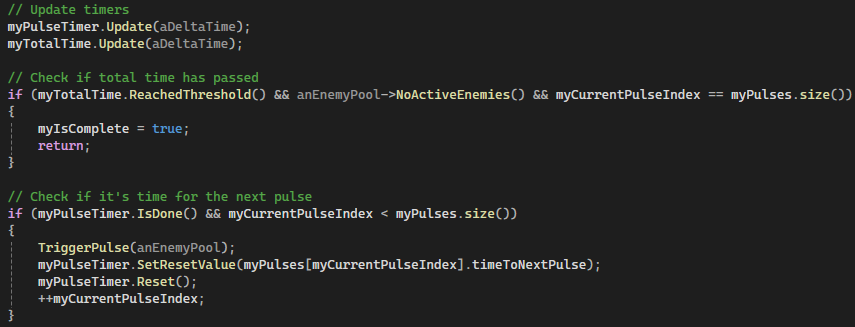 // Update timers
myPulseTimer.Update(aDeltaTime);
myTotalTime.Update(aDeltaTime);
// Check if total time has passed
if (myTotalTime.ReachedThreshold() && anEnemyPool->NoActiveEnemies() && myCurrentPulseIndex == myPulses.size())
{
myIsComplete = true;
return;
}
// Check if it's time for the next pulse
if (myPulseTimer.IsDone() && myCurrentPulseIndex < myPulses.size())
{
TriggerPulse(anEnemyPool);
myPulseTimer.SetResetValue(myPulses[myCurrentPulseIndex].timeToNextPulse);
myPulseTimer.Reset();
++myCurrentPulseIndex;
}